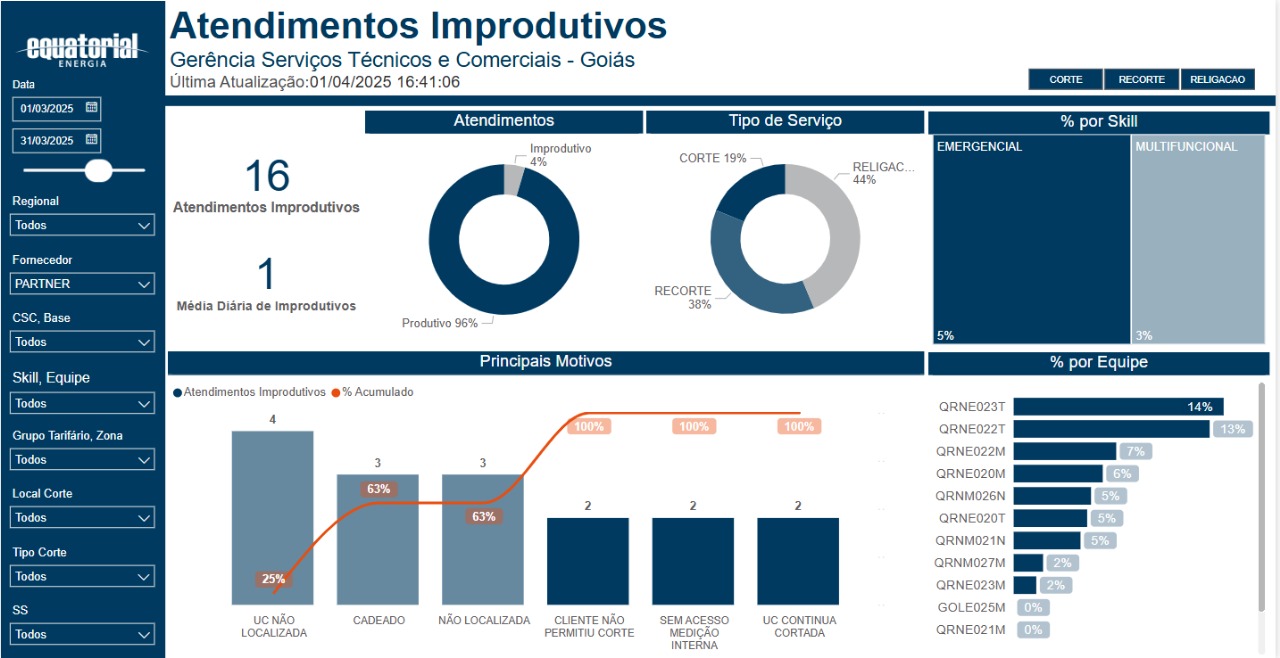 equatorial
ENERGIA
Atendimentos Improdutivos
Gerência Serviços Técnicos e Comerciais - Goiás
Última Atualização:01/04/2025 16:41:06
CORTE
RECORTE
RELIGACAO
Data
01/03/2025
31/03/2025
Regional
Todos
Fornecedor
PARTNER
CSC, Base
Todos
Skill, Equipe
Todos
Grupo Tarifário, Zona
Todos
Local Corte
Todos
Tipo Corte
Todos
SS
Todos
16
Atendimentos Improdutivos
1
Média Diária de Improdutivos
Atendimentos
Improdutivo
4%
Produtivo 96%
Tipo de Serviço
CORTE 19%
RELIGAC...
44%
RECORTE
38%
% por Skill
EMERGENCIAL
5%
MULTIFUNCIONAL
3%
Principais Motivos
Atendimentos Improdutivos
% Acumulado
4
3
3
2
2
2
25%
63%
63%
100%
100%
100%
UC NÃO
LOCALIZADA
CADEADO
NÃO LOCALIZADA
CLIENTE NÃO
PERMITIU CORTE
SEM ACESSO
MEDIÇÃO
INTERNA
UC CONTINUA
CORTADA
% por Equipe
QRNE023T 14%
QRNE022T 13%
QRNE022M 7%
QRNE020M 6%
QRNM026N 5%
QRNE020T 5%
QRNM021N 5%
QRNM027M 2%
QRNE023M 2%
GOLE025M 0%
QRNE021M 0%